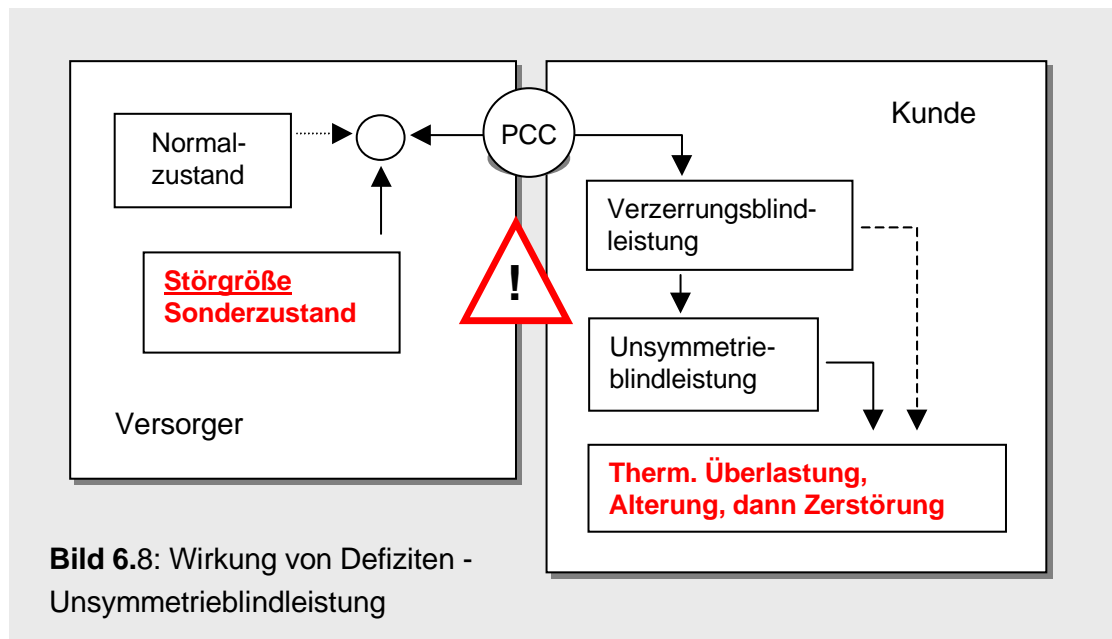 Normal-
zustand
Störgröße
Sonderzustand
Versorger
PCC
!
Kunde
Verzerrungsblind-
leistung
Unsymmetrie-
blindleistung
Therm. Überlastung,
Alterung, dann Zerstörung
Bild 6.8: Wirkung von Defiziten -
Unsymmetrieblindleistung